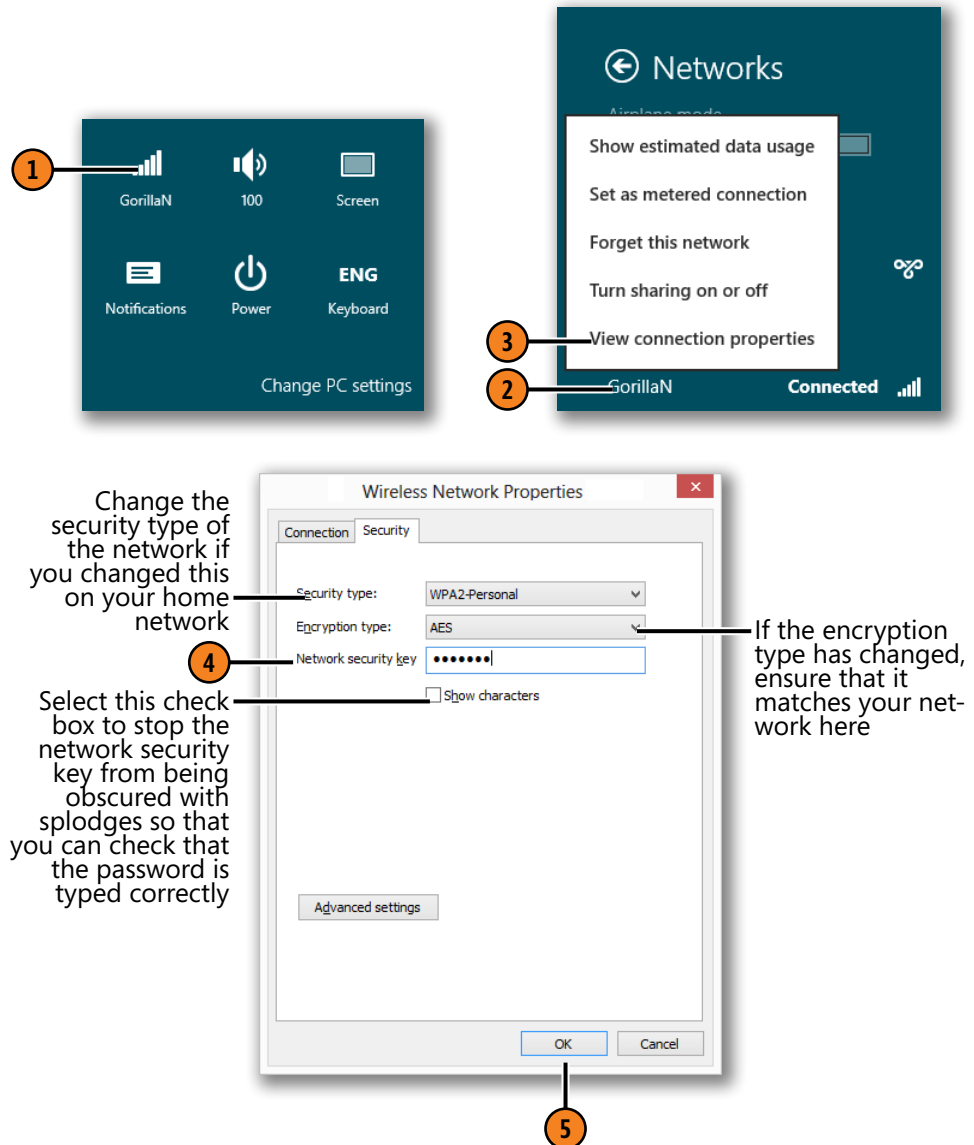 1
GorillaN
100
Screen
Notifications
Power
ENG
Keyboard
Change PC settings
Networks
Airplane mode
Show estimated data usage
Set as metered connection
Forget this network
Turn sharing on or off
3
View connection properties
2
GorillaN
Connected
Change the
security type of
the network if
you changed this
on your home
network
4
Select this check
box to stop the
network security
key from being
obscured with
splodges so that
you can check that
the password is
typed correctly
Wireless Network Properties
Connection
Security
Security type:
WPA2-Personal
Encryption type:
AES
Network security key
•••••••
Show characters
Advanced settings
OK
Cancel
If the encryption
type has changed,
ensure that it
matches your net-
work here
5